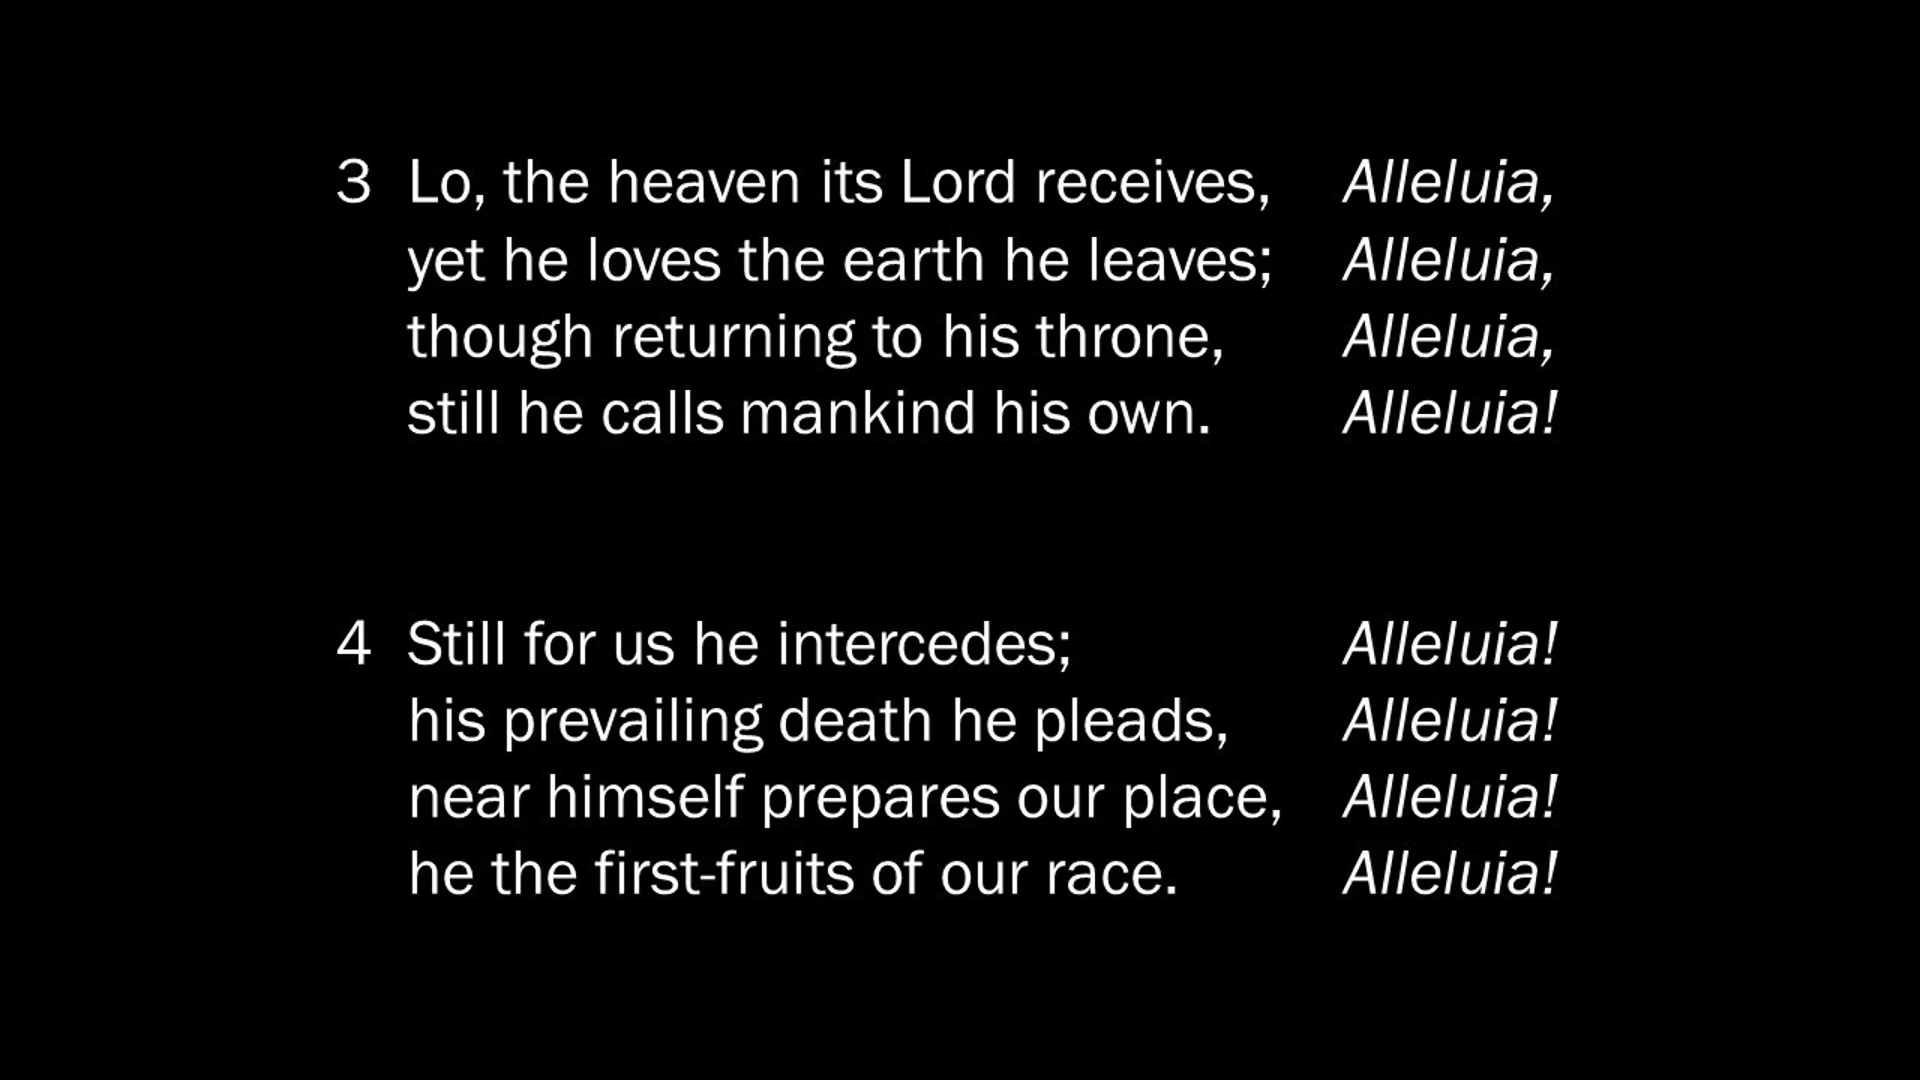 3 Lo, the heaven its Lord receives, Alleluia,
yet he loves the earth he leaves; Alleluia,
though returning to his throne, Alleluia,
still he calls mankind his own. Alleluia!
4 Still for us he intercedes; Alleluia!
his prevailing death he pleads, Alleluia!
near himself prepares our place, Alleluia!
he the first-fruits of our race. Alleluia!